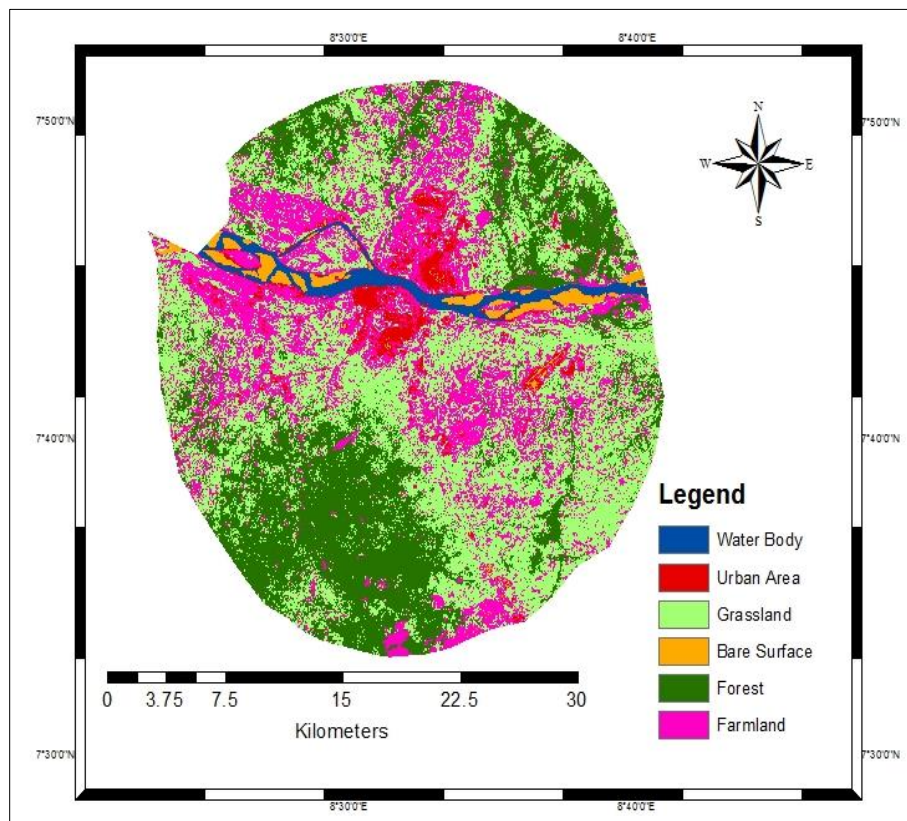 8°30'0"E 8°40'0"E
7°50'0"N 7°50'0"N
N
W E
S
7°40'0"N 7°40'0"N
Legend
Water Body
Urban Area
Grassland
Bare Surface
Forest
Farmland
0 3.75 7.5 15 22.5 30
Kilometers
7°30'0"N 7°30'0"N
8°30'0"E 8°40'0"E